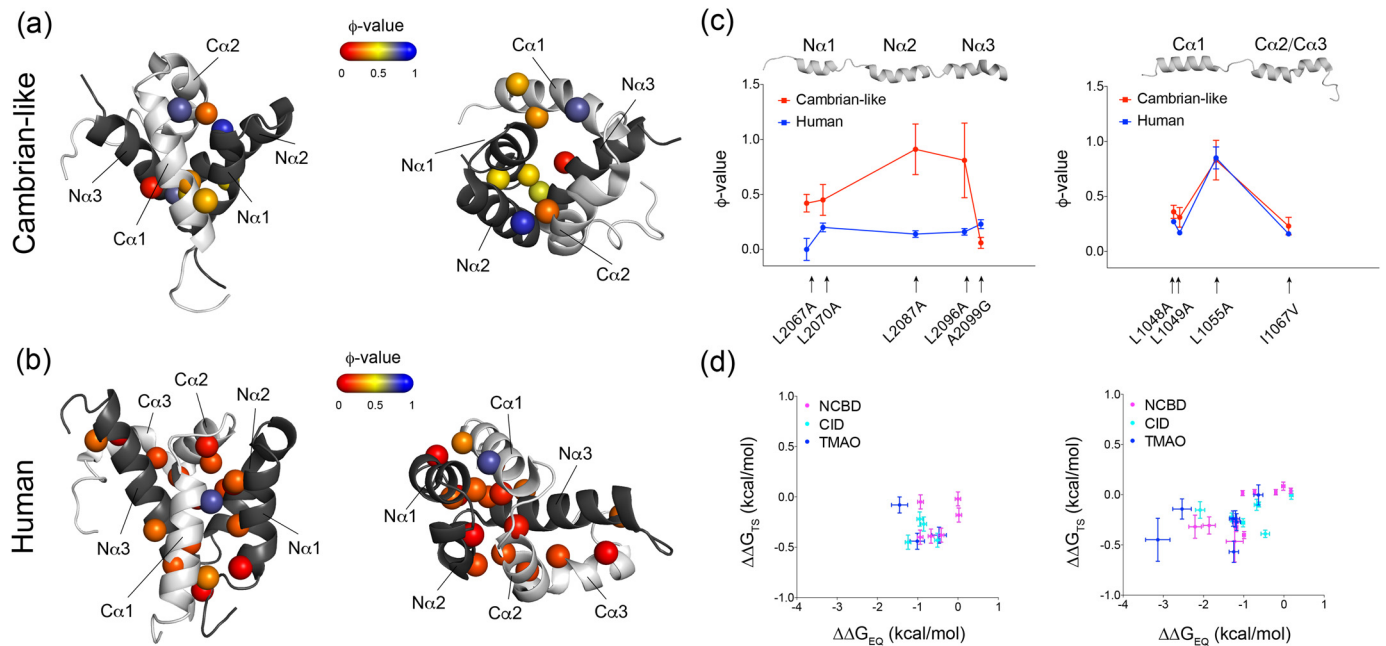 (a)
Cambrian-like
Cα2
Nα3
Nα2
Nα1
Cα1
ϕ-value
0 0.5 1
Cα1
Nα3
Nα1
Nα2
Cα2
(b)
Human
Cα3
Cα2
Nα2
Nα3
Nα1
Cα1
ϕ-value
0 0.5 1
Cα1
Nα3
Nα1
Nα2
Cα2
Cα3
(c)
Nα1 Nα2 Nα3
ϕ-value
1.5
1.0
0.5
0.0
Cambrian-like
Human
L2067A
L2070A
L2087A
L2096A
A2099G
Cα1 Cα2/Cα3
ϕ-value
1.5
1.0
0.5
0.0
Cambrian-like
Human
L1048A
L1049A
L1055A
I1067V
(d)
ΔΔG_TS (kcal/mol)
1.0
0.5
0.0
-0.5
-1.0
NCBD
CID
TMAO
-4 -3 -2 -1 0 1
ΔΔG_EQ (kcal/mol)
ΔΔG_TS (kcal/mol)
1.0
0.5
0.0
-0.5
-1.0
NCBD
CID
TMAO
-4 -3 -2 -1 0 1
ΔΔG_EQ (kcal/mol)